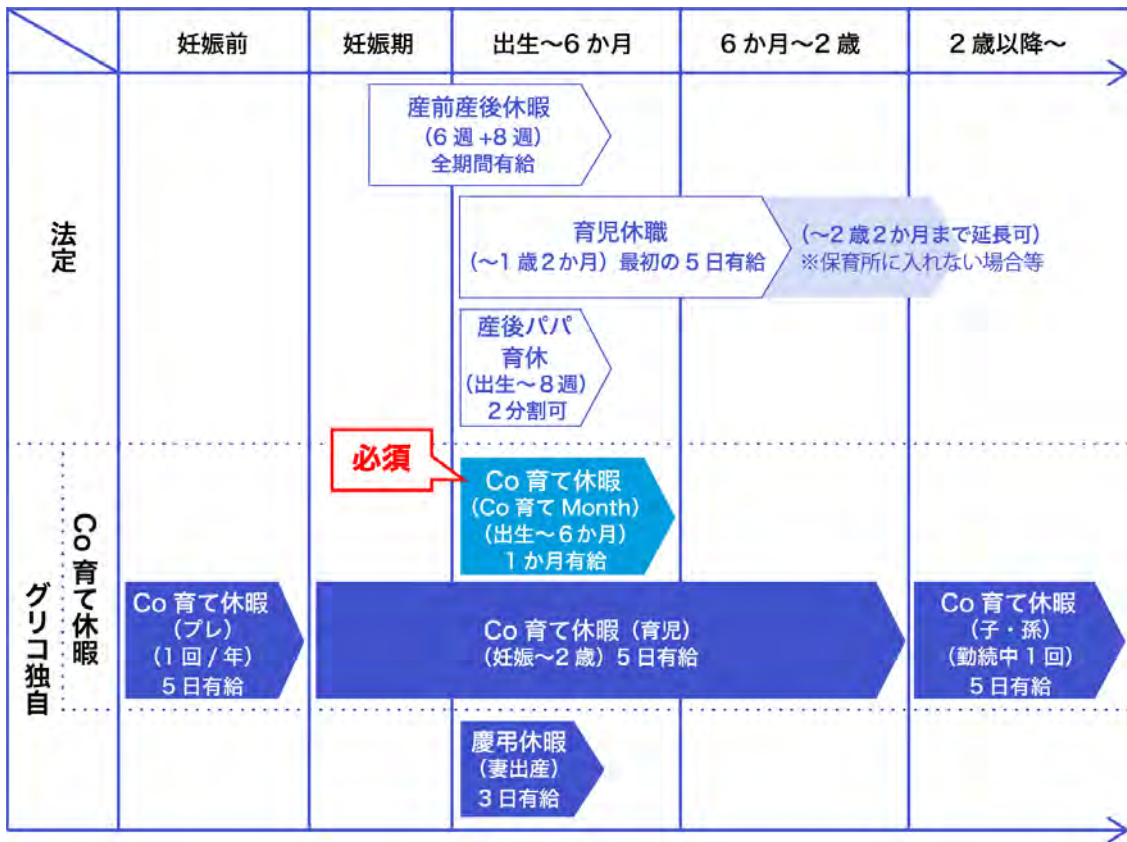 妊娠前
妊娠期
出生～6か月
6か月～2歳
2歳以降～
法定
産前産後休暇
（6週+8週）
全期間有給
育児休職
（～1歳2か月）最初の5日有給
（～2歳2か月まで延長可）
※保育所に入れない場合等
産後パパ
育休
（出生～8週）
2分割可
グリコ独自
Co育て休暇
必須
Co育て休暇
（Co育てMonth）
（出生～6か月）
1か月有給
Co育て休暇
（プレ）
（1回/年）
5日有給
Co育て休暇（育児）
（妊娠～2歳）5日有給
Co育て休暇
（子・孫）
（勤続中1回）
5日有給
慶弔休暇
（妻出産）
3日有給